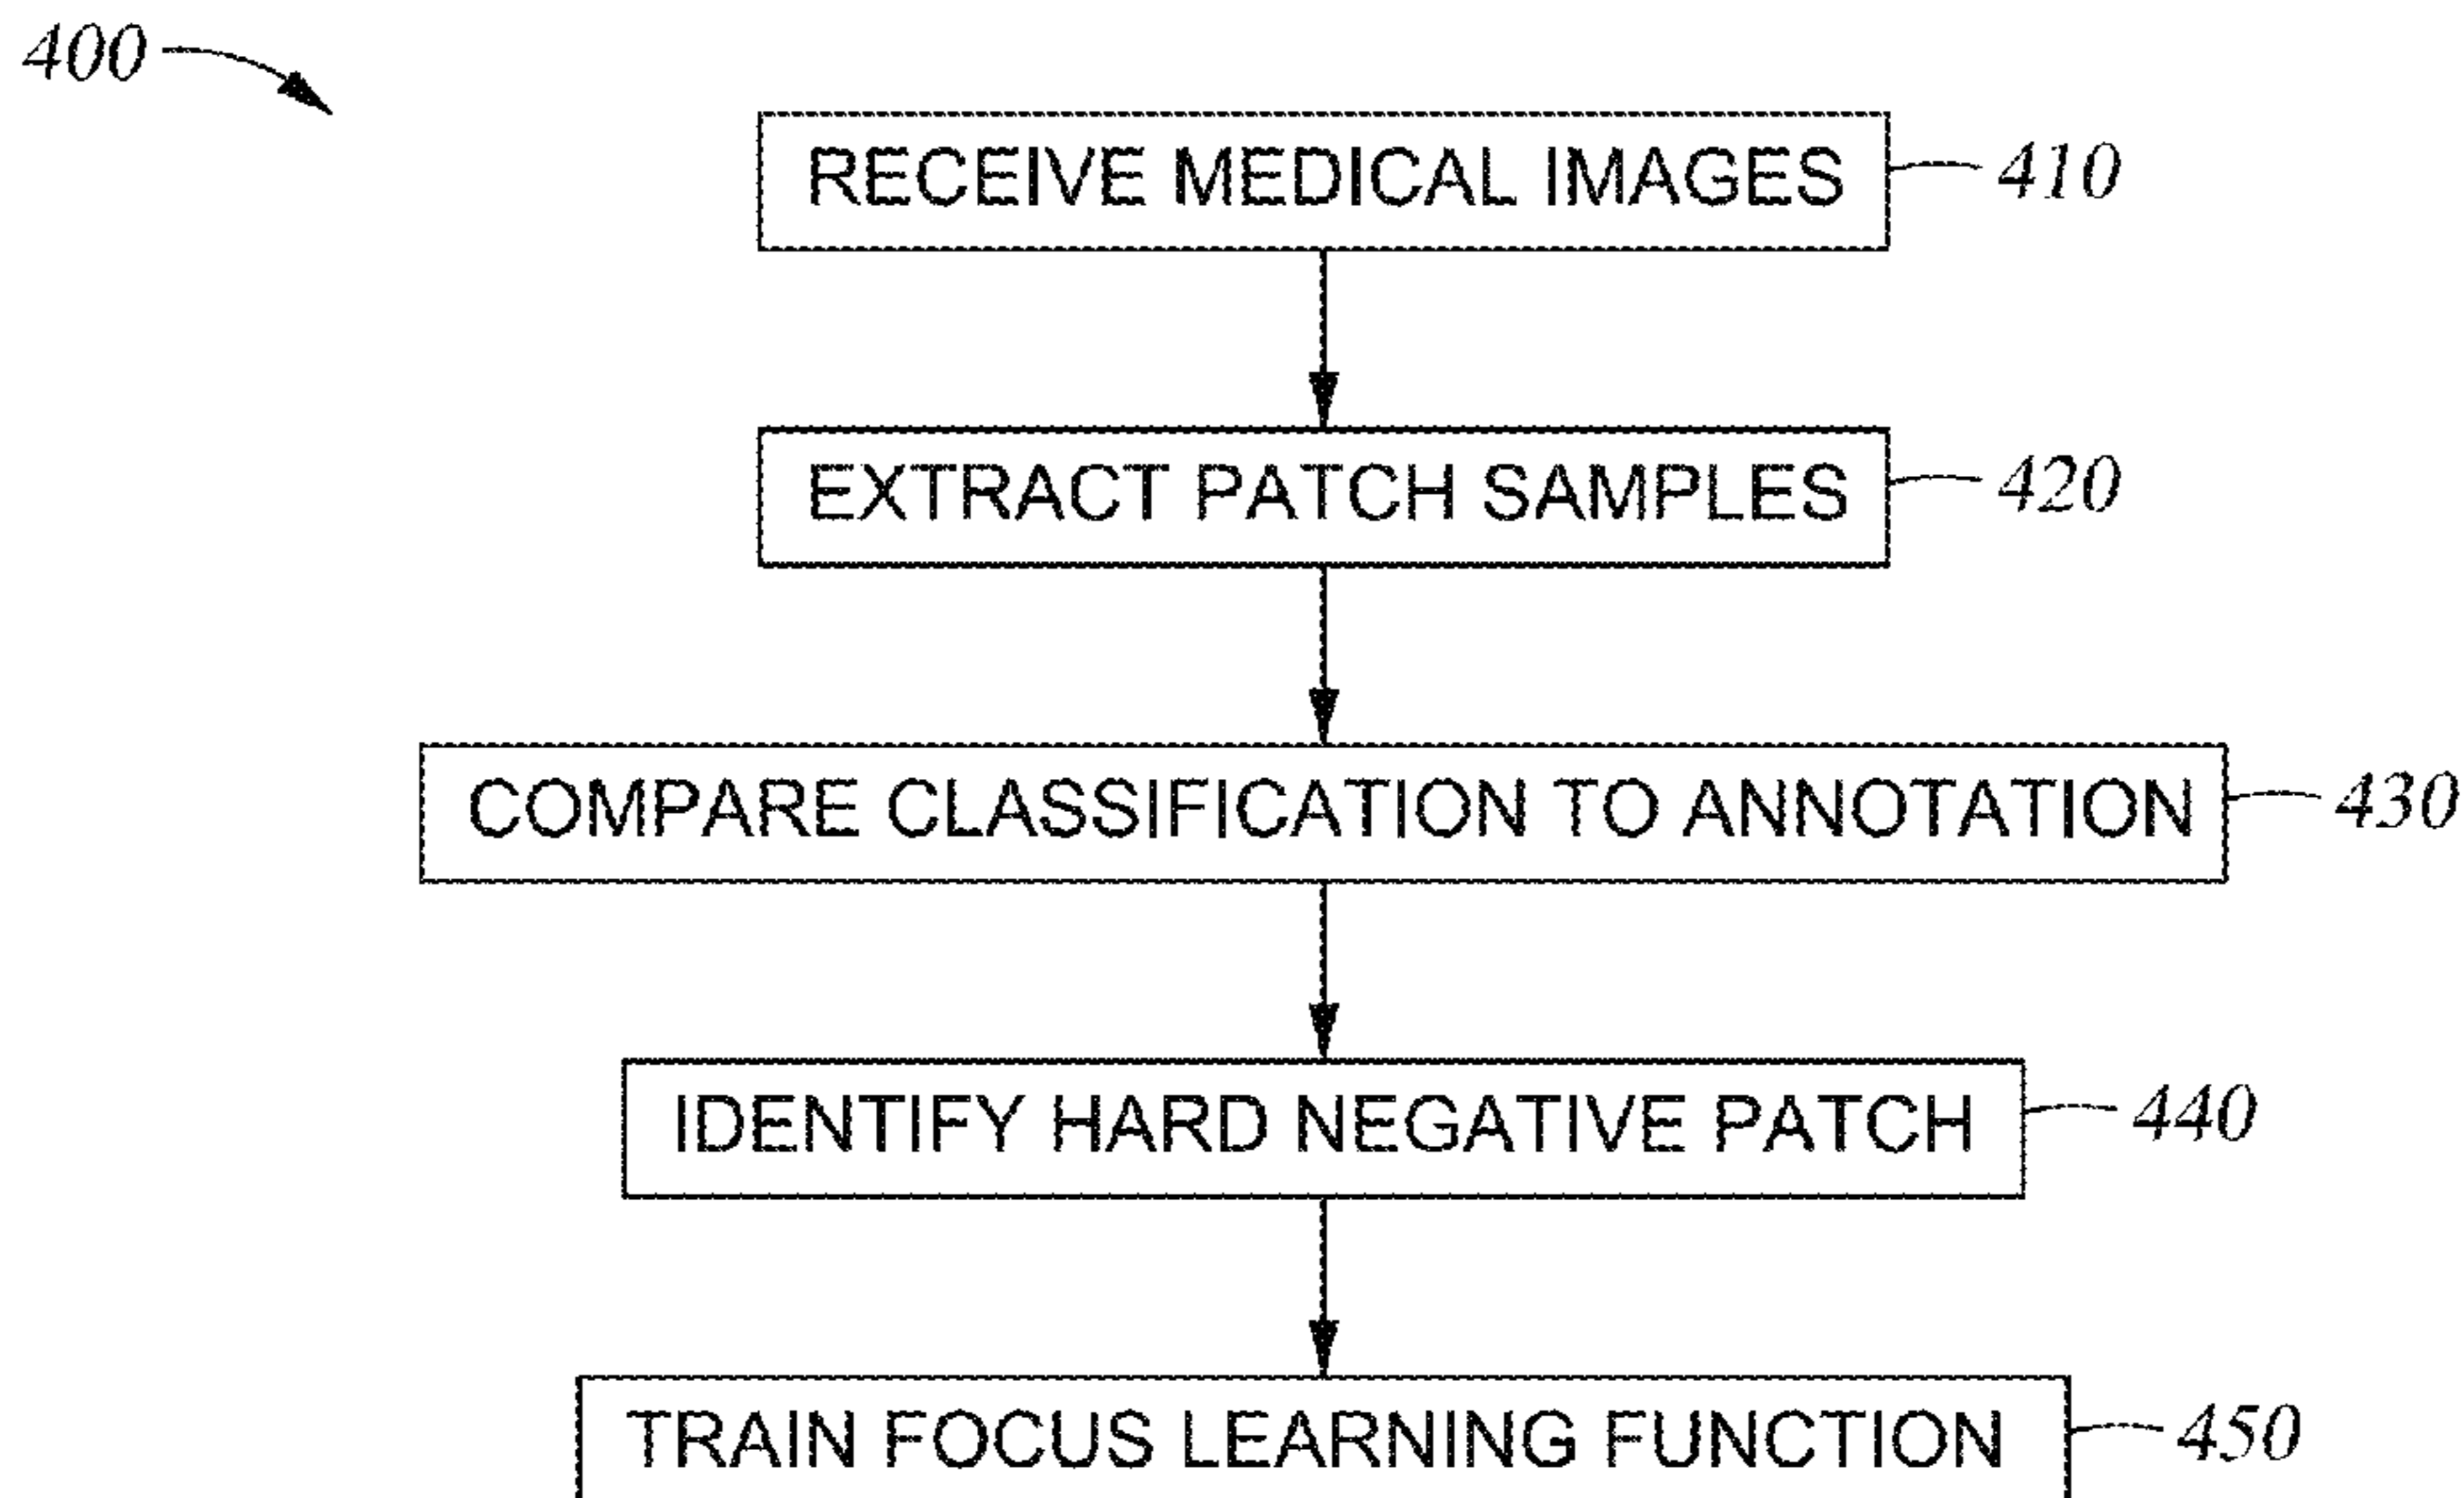 400
RECEIVE MEDICAL IMAGES 410
EXTRACT PATCH SAMPLES 420
COMPARE CLASSIFICATION TO ANNOTATION 430
IDENTIFY HARD NEGATIVE PATCH 440
TRAIN FOCUS LEARNING FUNCTION 450